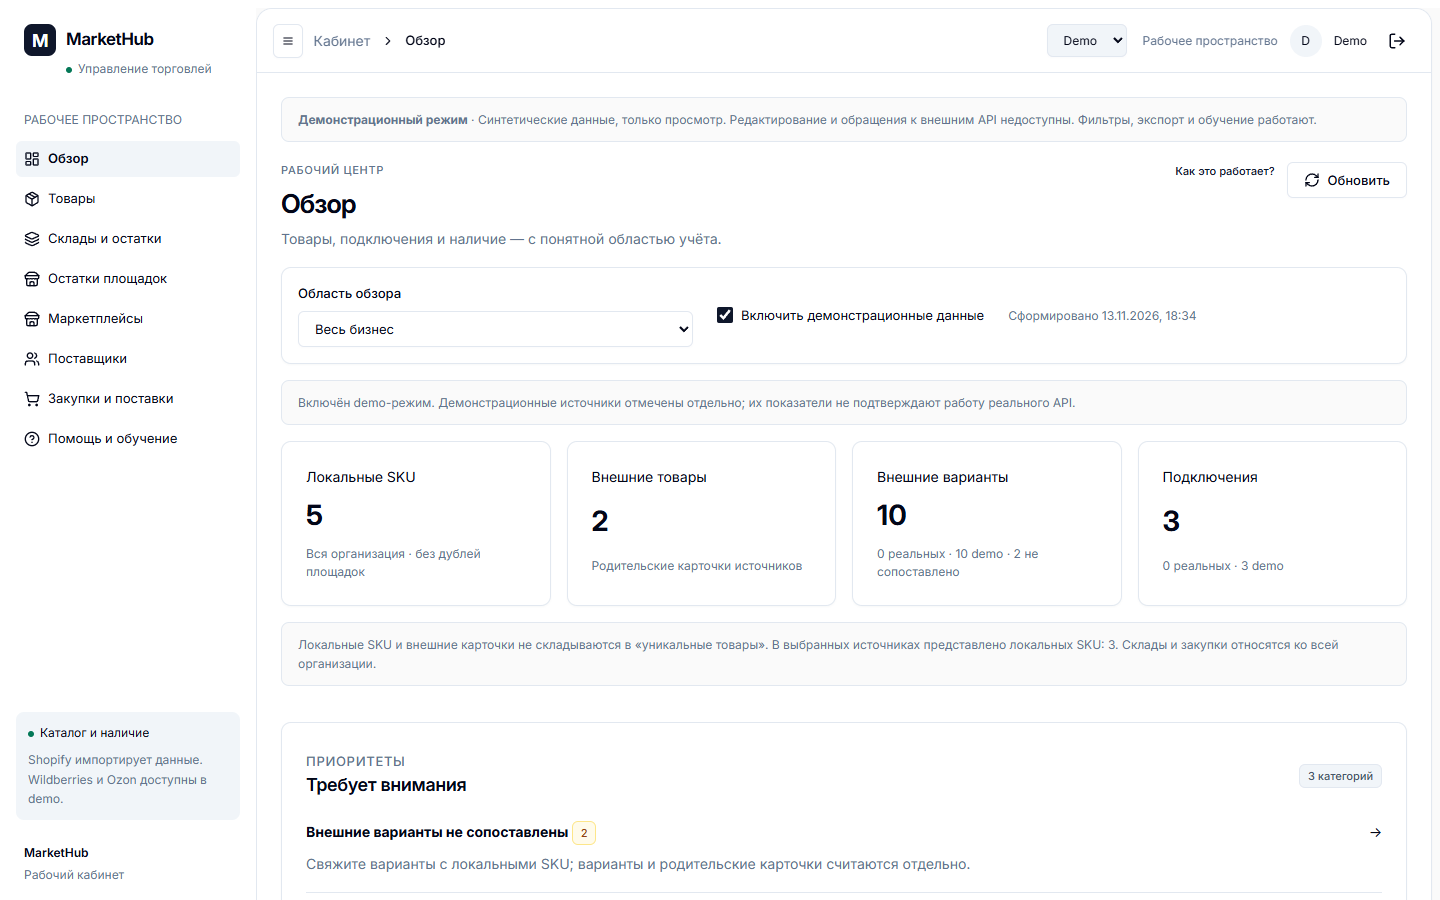 M MarketHub
Управление торговлей
РАБОЧЕЕ ПРОСТРАНСТВО
Обзор
Товары
Склады и остатки
Остатки площадок
Маркетплейсы
Поставщики
Закупки и поставки
Помощь и обучение
Каталог и наличие
Shopify импортирует данные.
Wildberries и Ozon доступны в
demo.
MarketHub
Рабочий кабинет
Кабинет > Обзор
Demo Рабочее пространство D Demo
Демонстрационный режим · Синтетические данные, только просмотр. Редактирование и обращения к внешним API недоступны. Фильтры, экспорт и обучение работают.
РАБОЧИЙ ЦЕНТР
Обзор
Товары, подключения и наличие — с понятной областью учёта.
Как это работает? Обновить
Область обзора
Весь бизнес
Включить демонстрационные данные Сформировано 13.11.2026, 18:34
Включён demo-режим. Демонстрационные источники отмечены отдельно; их показатели не подтверждают работу реального API.
Локальные SKU
5
Вся организация · без дублей
площадок
Внешние товары
2
Родительские карточки источников
Внешние варианты
10
0 реальных · 10 demo · 2 не
сопоставлено
Подключения
3
0 реальных · 3 demo
Локальные SKU и внешние карточки не складываются в «уникальные товары». В выбранных источниках представлено локальных SKU: 3. Склады и закупки относятся ко всей
организации.
ПРИОРИТЕТЫ
Требует внимания
3 категорий
Внешние варианты не сопоставлены 2 →
Свяжите варианты с локальными SKU; варианты и родительские карточки считаются отдельно.